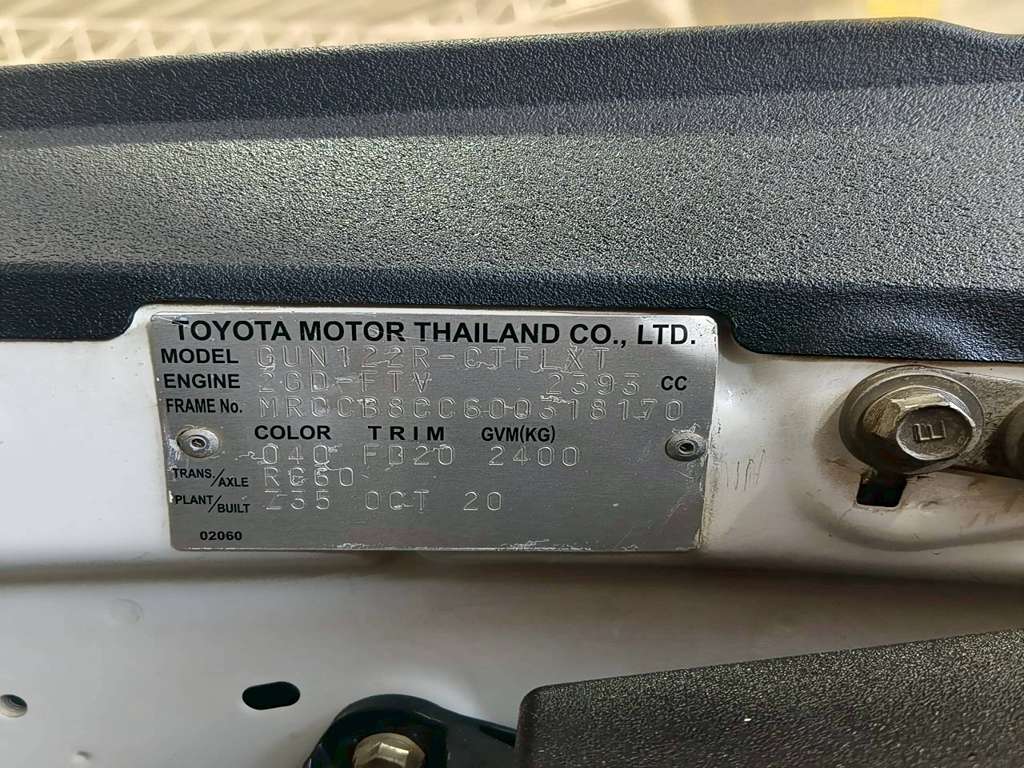 TOYOTA MOTOR THAILAND CO., LTD.
MODEL GUN122R-CTFLXT
ENGINE 2GD-FTV 2393 CC
FRAME No. MR0CB8CC600318170
COLOR TRIM GVM(KG)
040 FB20 2400
TRANS/AXLE RC60
PLANT/BUILT Z35 OCT 20
02060
E